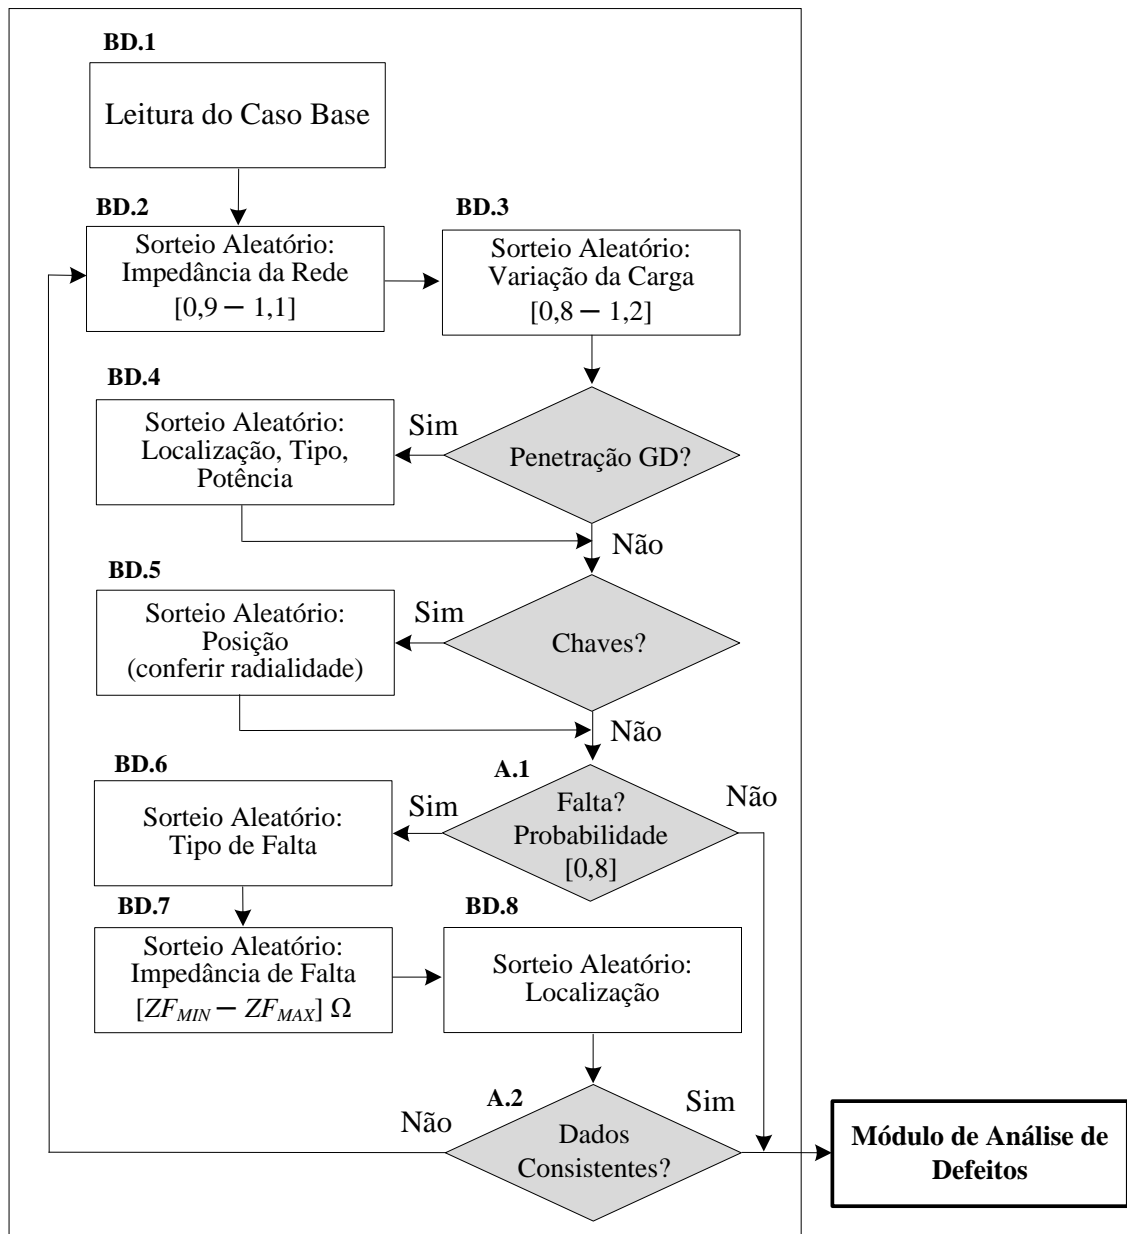 BD.1
Leitura do Caso Base
BD.2
Sorteio Aleatório:
Impedância da Rede
[0,9 − 1,1]
BD.3
Sorteio Aleatório:
Variação da Carga
[0,8 − 1,2]
BD.4
Sorteio Aleatório:
Localização, Tipo,
Potência
Sim
Penetração GD?
Não
BD.5
Sorteio Aleatório:
Posição
(conferir radialidade)
Sim
Chaves?
Não
BD.6
Sorteio Aleatório:
Tipo de Falta
Sim
A.1
Falta?
Probabilidade
[0,8]
Não
BD.7
Sorteio Aleatório:
Impedância de Falta
[ZF_MIN − ZF_MAX] Ω
BD.8
Sorteio Aleatório:
Localização
A.2
Não
Dados
Consistentes?
Sim
Módulo de Análise de
Defeitos